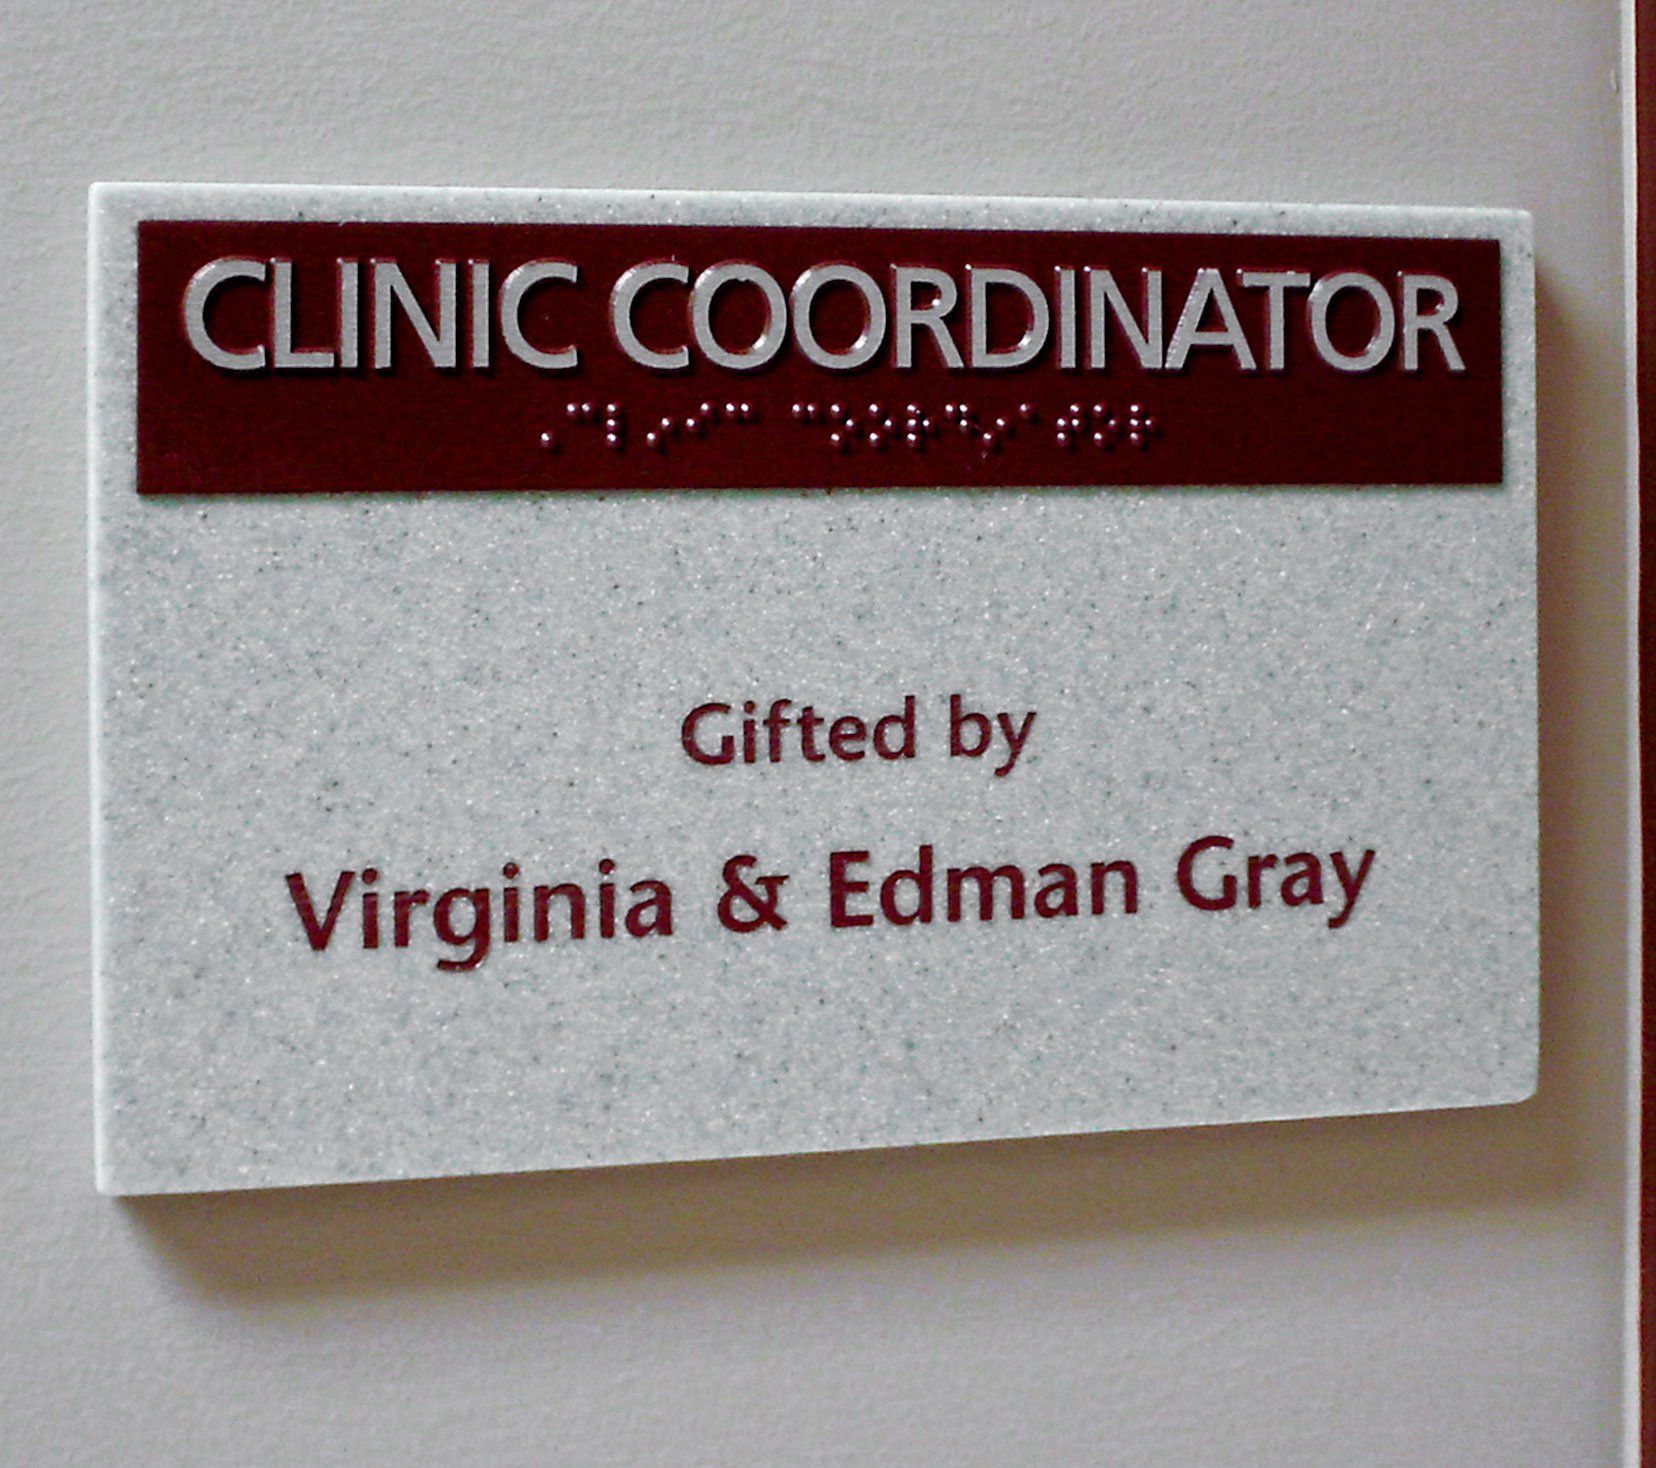 CLINIC COORDINATOR
Gifted by
Virginia & Edman Gray